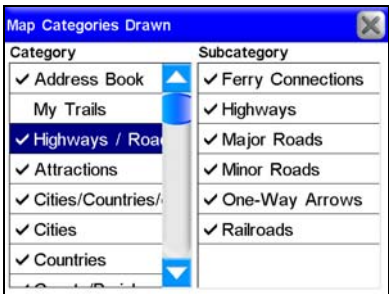 Map Categories Drawn
Category
Subcategory
Address Book
My Trails
Highways / Road
Attractions
Cities/Countries/
Cities
Countries
Ferry Connections
Highways
Major Roads
Minor Roads
One-Way Arrows
Railroads